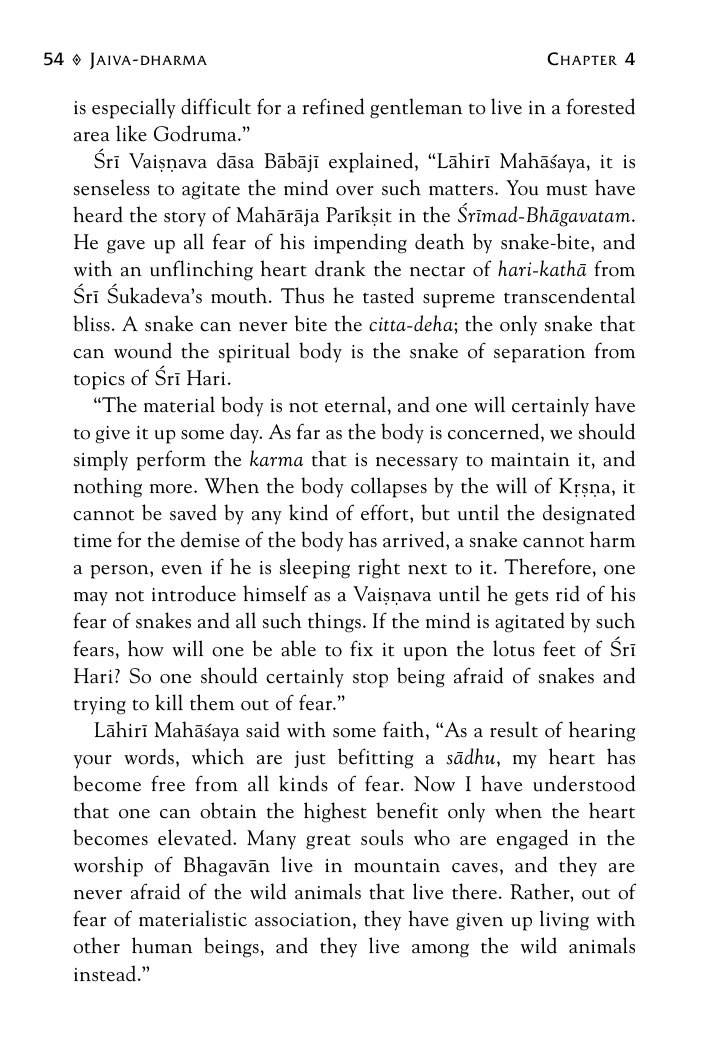 54 ◊ JAIVA-DHARMA CHAPTER 4
is especially difficult for a refined gentleman to live in a forested
area like Godruma.”
Śrī Vaiṣṇava dāsa Bābājī explained, “Lāhirī Mahāśaya, it is
senseless to agitate the mind over such matters. You must have
heard the story of Mahārāja Parīkṣit in the Śrīmad-Bhāgavatam.
He gave up all fear of his impending death by snake-bite, and
with an unflinching heart drank the nectar of hari-kathā from
Śrī Śukadeva’s mouth. Thus he tasted supreme transcendental
bliss. A snake can never bite the citta-deha; the only snake that
can wound the spiritual body is the snake of separation from
topics of Śrī Hari.
“The material body is not eternal, and one will certainly have
to give it up some day. As far as the body is concerned, we should
simply perform the karma that is necessary to maintain it, and
nothing more. When the body collapses by the will of Kṛṣṇa, it
cannot be saved by any kind of effort, but until the designated
time for the demise of the body has arrived, a snake cannot harm
a person, even if he is sleeping right next to it. Therefore, one
may not introduce himself as a Vaiṣṇava until he gets rid of his
fear of snakes and all such things. If the mind is agitated by such
fears, how will one be able to fix it upon the lotus feet of Śrī
Hari? So one should certainly stop being afraid of snakes and
trying to kill them out of fear.”
Lāhirī Mahāśaya said with some faith, “As a result of hearing
your words, which are just befitting a sādhu, my heart has
become free from all kinds of fear. Now I have understood
that one can obtain the highest benefit only when the heart
becomes elevated. Many great souls who are engaged in the
worship of Bhagavān live in mountain caves, and they are
never afraid of the wild animals that live there. Rather, out of
fear of materialistic association, they have given up living with
other human beings, and they live among the wild animals
instead.”